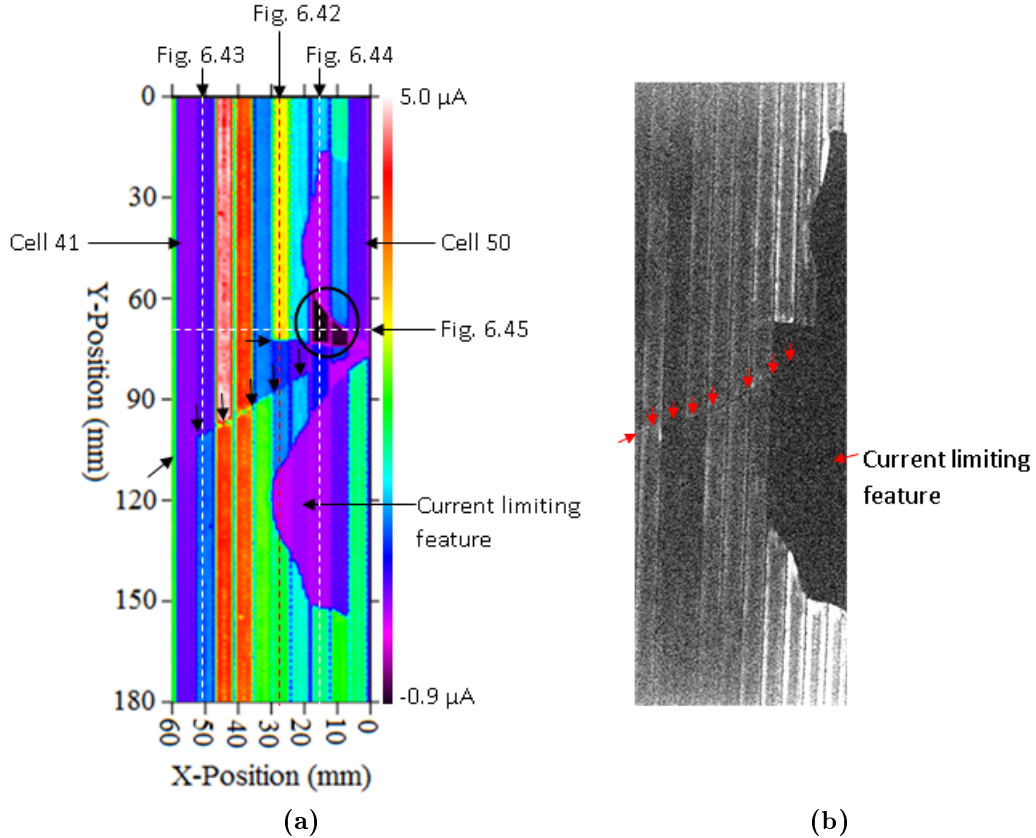 Fig. 6.42
Fig. 6.43
Fig. 6.44
0
30
60
90
120
150
180
Y-Position (mm)
5.0 µA
-0.9 µA
Cell 41
Cell 50
Fig. 6.45
Current limiting
feature
60
50
40
30
20
10
0
X-Position (mm)
Current limiting
feature
(a)
(b)